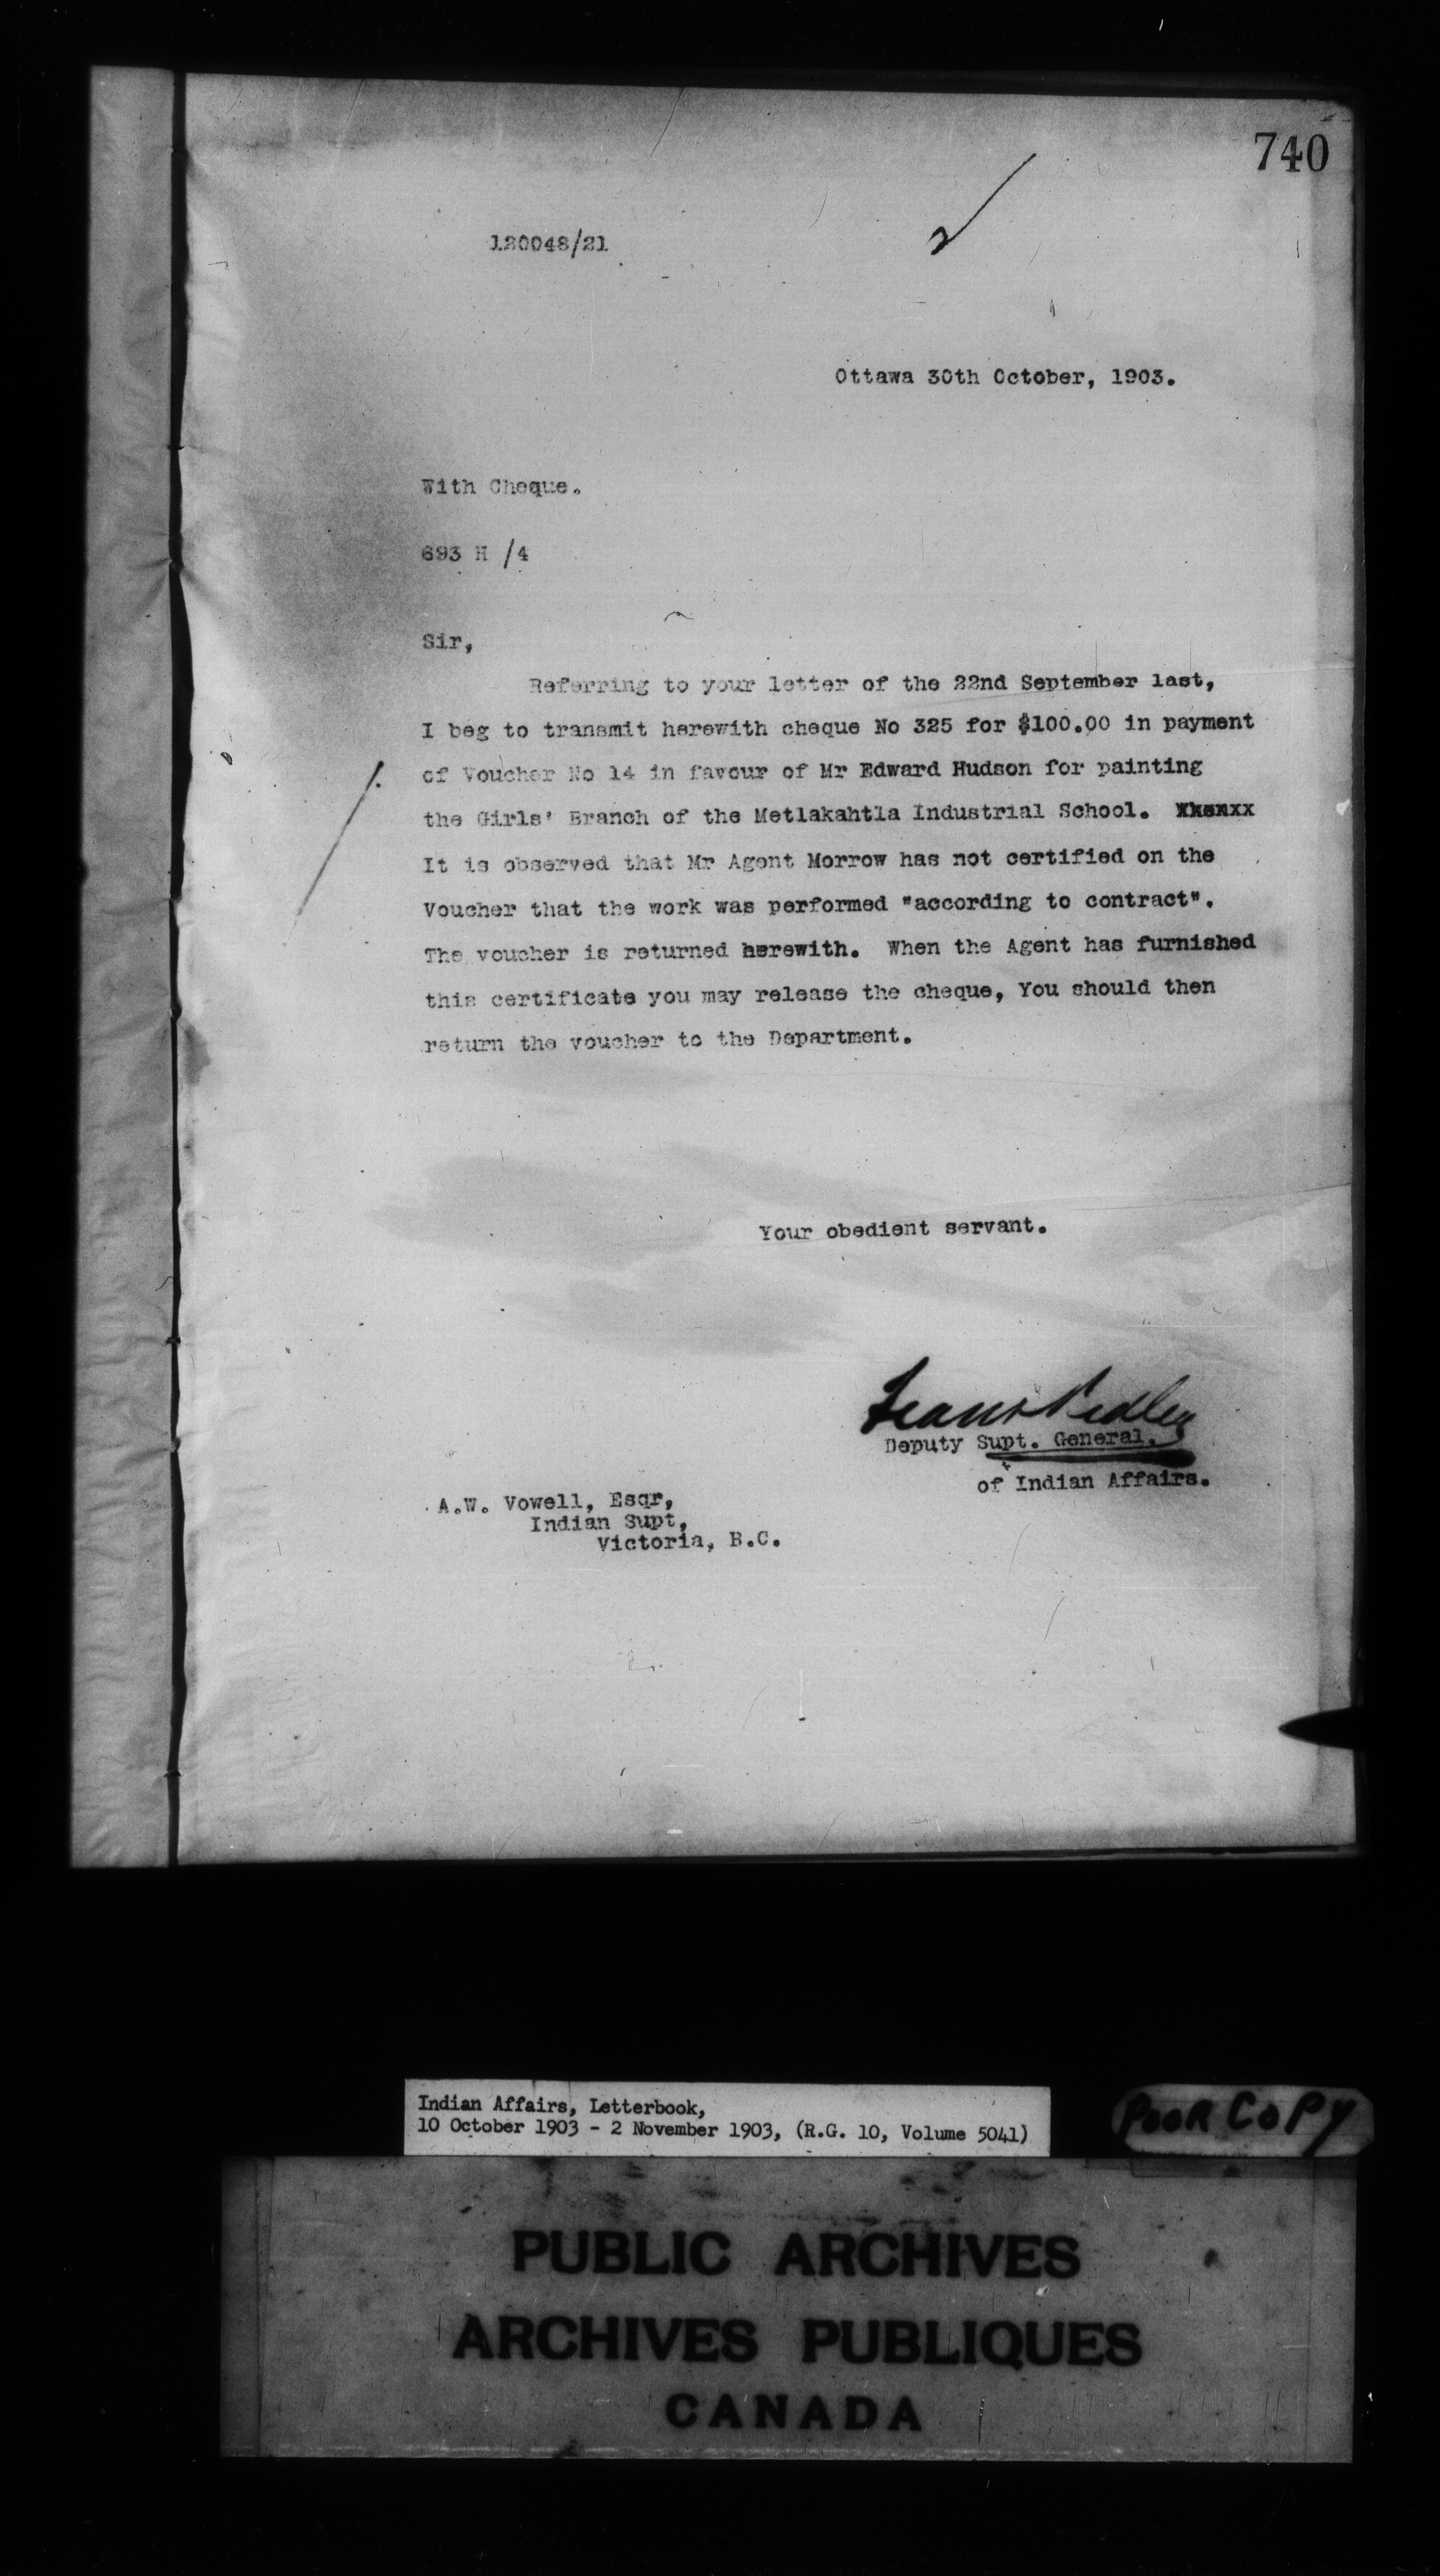 740
120048/21
Ottawa 30th October, 1903.
With Cheque.
693 H /4
Sir,
Referring to your letter of the 22nd September last,
I beg to transmit herewith cheque No 325 for $100.00 in payment
of Voucher No 14 in favour of Mr Edward Hudson for painting
the Girls' Branch of the Metlakahtla Industrial School.
It is observed that Mr Agent Morrow has not certified on the
Voucher that the work was performed "according to contract".
The voucher is returned herewith. When the Agent has furnished
this certificate you may release the cheque, You should then
return the voucher to the Department.
Your obedient servant.
Frank Pedley
Deputy Supt. General.
of Indian Affairs.
A.W. Vowell, Esqr,
Indian Supt,
Victoria, B.C.
Indian Affairs, Letterbook,
10 October 1903 - 2 November 1903, (R.G. 10, Volume 5041)
POOR COPY
PUBLIC ARCHIVES
ARCHIVES PUBLIQUES
CANADA